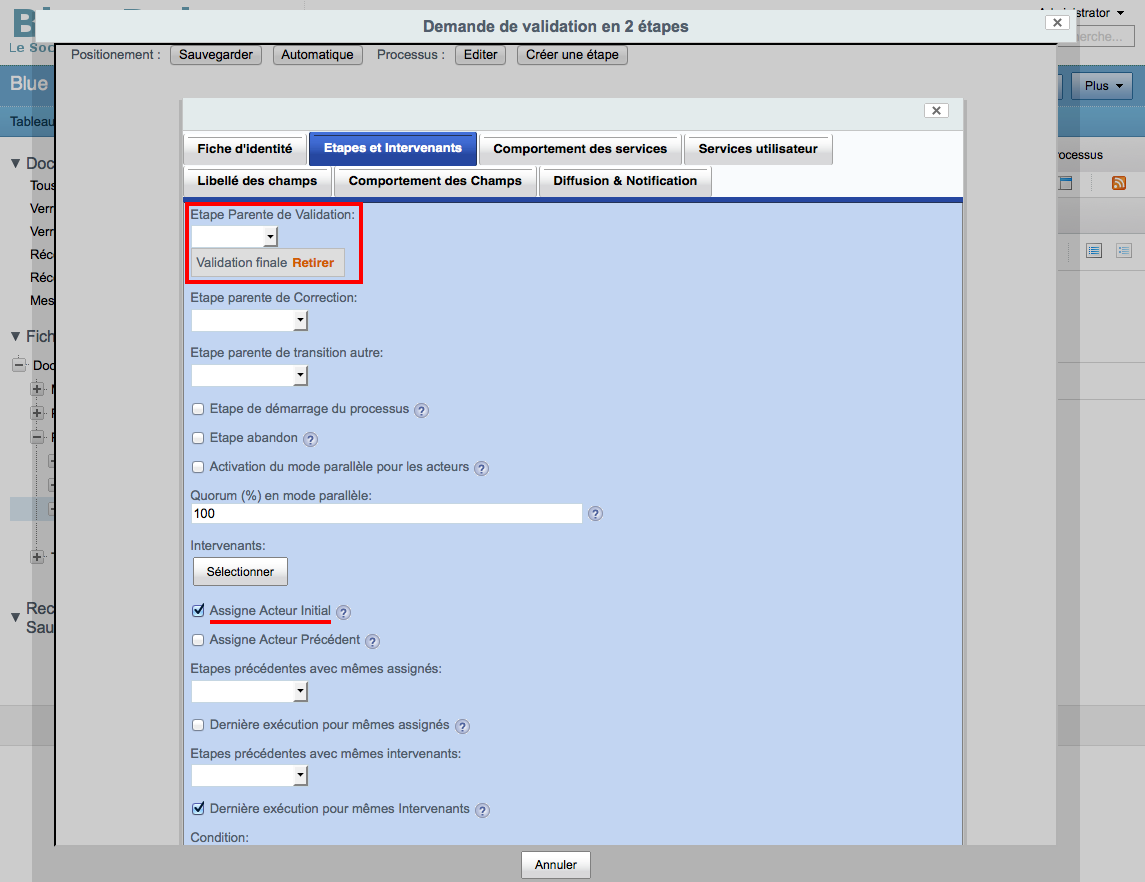 Demande de validation en 2 étapes
Le Soc
Positionement : Sauvegarder Automatique Processus : Editer Créer une étape
Blue
Plus
Tableau
Fiche d'identité Etapes et Intervenants Comportement des services Services utilisateur
Libellé des champs Comportement des Champs Diffusion & Notification
Doc
Tous
Verr
Verr
Réc
Réc
Mes
Fich
Doc
Rec
Sau
Etape Parente de Validation:
Validation finale Retirer
Etape parente de Correction:
Etape parente de transition autre:
Etape de démarrage du processus ?
Etape abandon ?
Activation du mode parallèle pour les acteurs ?
Quorum (%) en mode parallèle:
100 ?
Intervenants:
Sélectionner
Assigne Acteur Initial ?
Assigne Acteur Précédent ?
Etapes précédentes avec mêmes assignés:
Dernière exécution pour mêmes assignés ?
Etapes précédentes avec mêmes intervenants:
Dernière exécution pour mêmes Intervenants ?
Condition:
Annuler